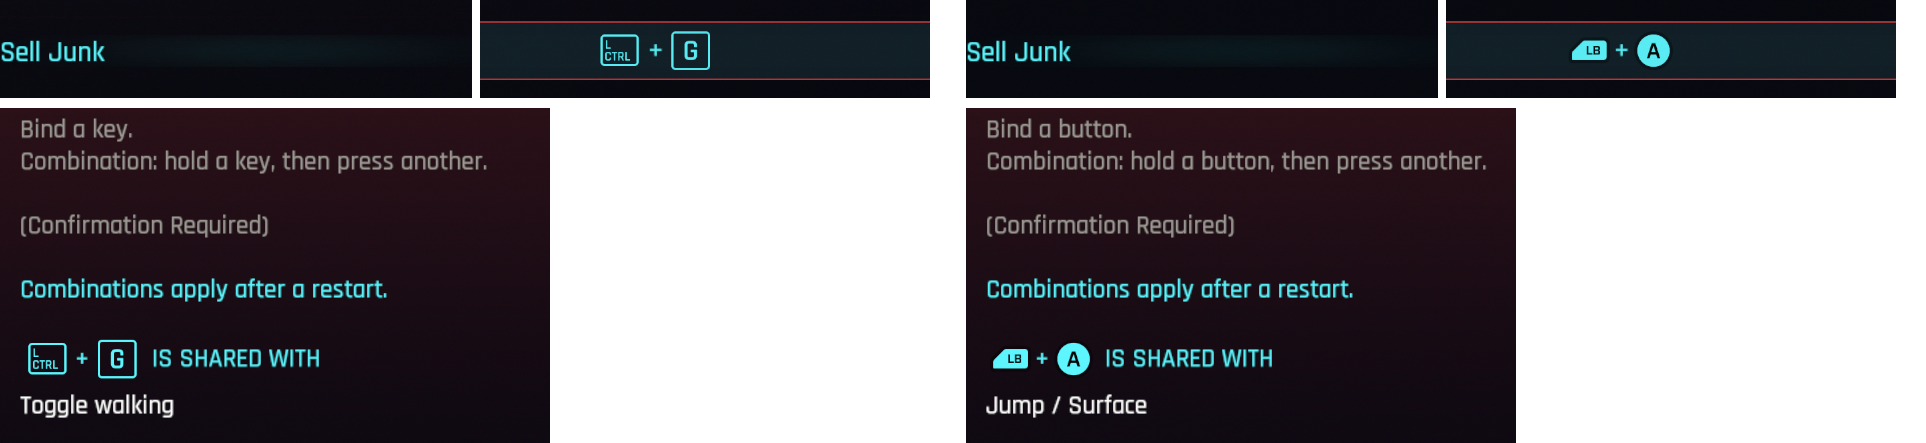 Sell Junk
L CTRL + G
Bind a key.
Combination: hold a key, then press another.
(Confirmation Required)
Combinations apply after a restart.
L CTRL + G IS SHARED WITH
Toggle walking
Sell Junk
LB + A
Bind a button.
Combination: hold a button, then press another.
(Confirmation Required)
Combinations apply after a restart.
LB + A IS SHARED WITH
Jump / Surface